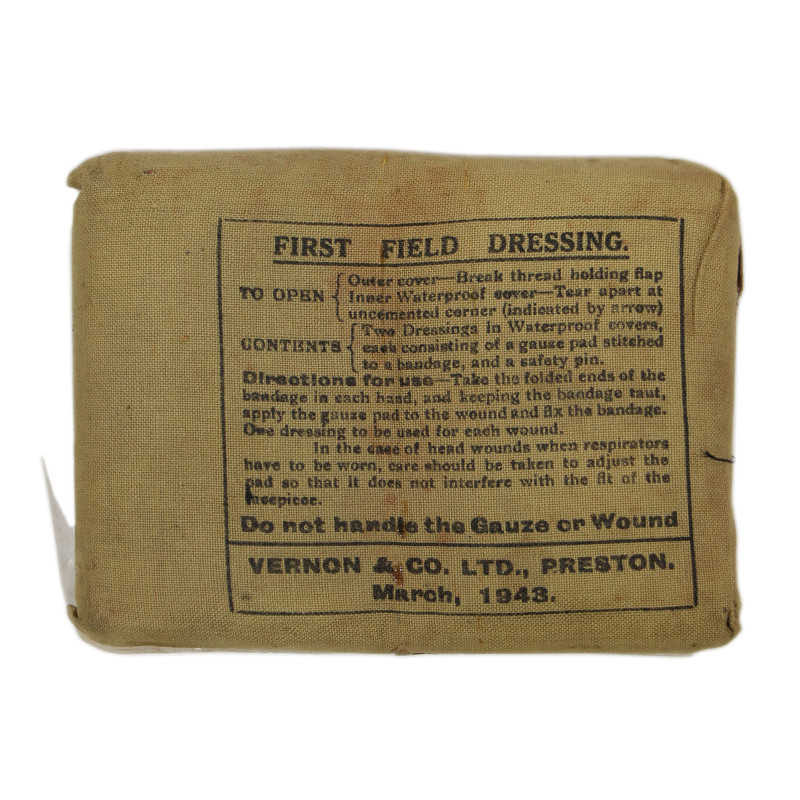 FIRST FIELD DRESSING.
TO OPEN { Outer cover—Break thread holding flap
Inner Waterproof cover—Tear apart at
uncemented corner (indicated by arrow)
CONTENTS { Two Dressings in Waterproof covers,
each consisting of a gauze pad stitched
to a bandage, and a safety pin.
Directions for use—Take the folded ends of the
bandage in each hand, and keeping the bandage taut,
apply the gauze pad to the wound and fix the bandage.
One dressing to be used for each wound.
In the case of head wounds when respirators
have to be worn, care should be taken to adjust the
pad so that it does not interfere with the fit of the
facepiece.
Do not handle the Gauze or Wound
VERNON & CO. LTD., PRESTON.
March, 1943.